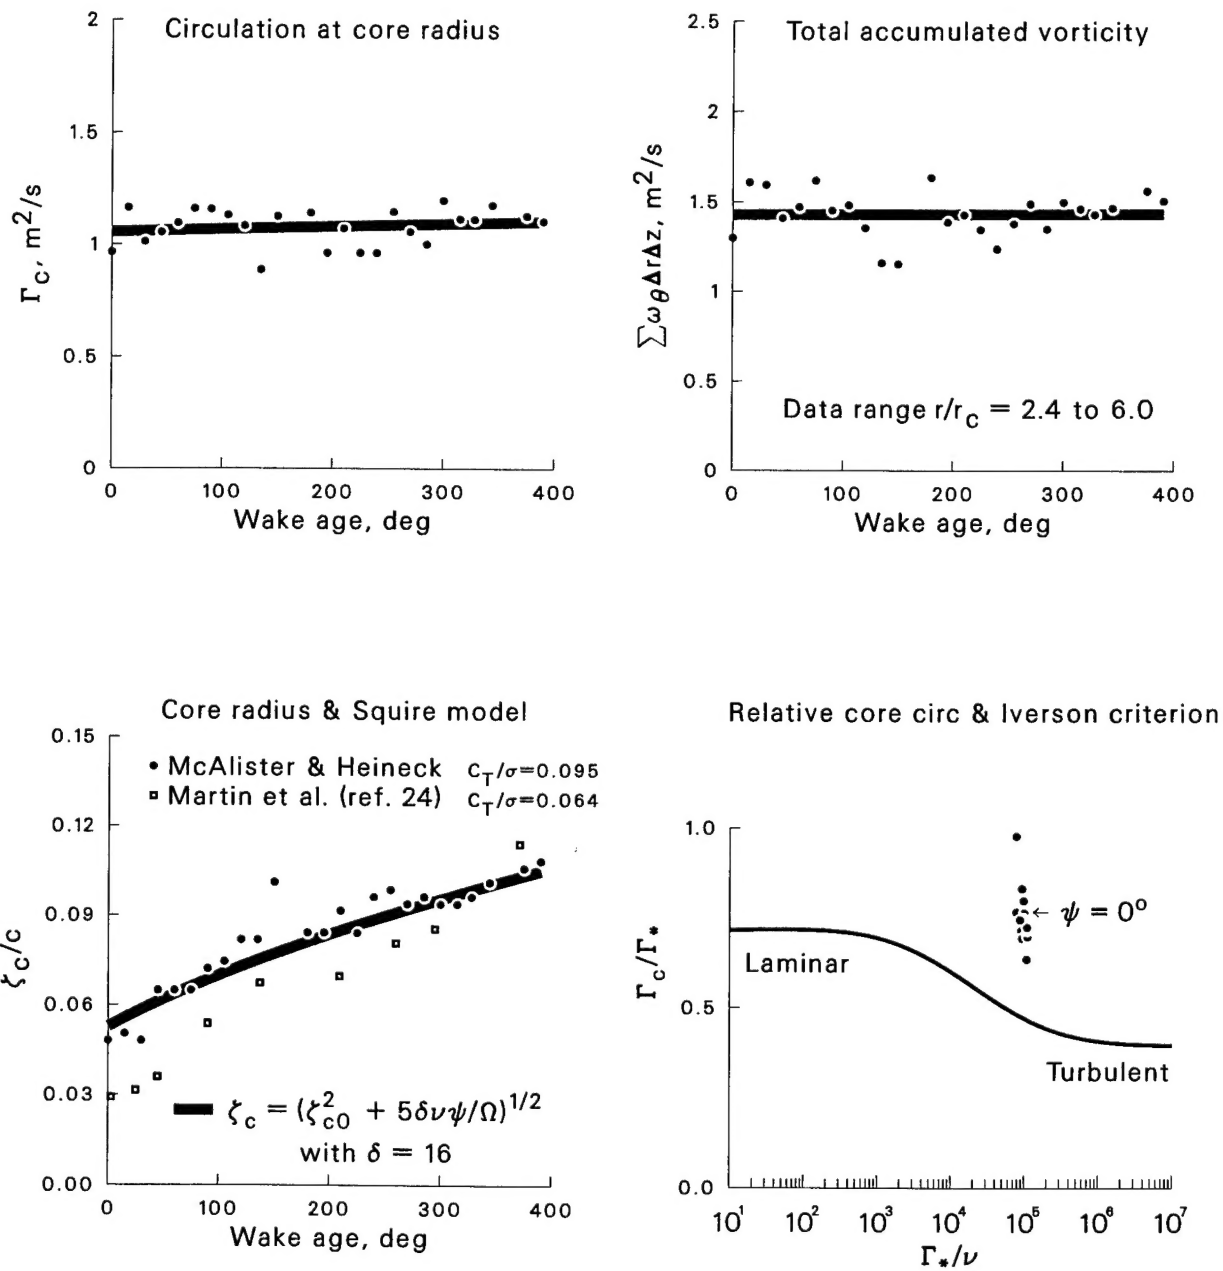 Circulation at core radius
2
1.5
1
0.5
0
Γc, m²/s
0 100 200 300 400
Wake age, deg
Total accumulated vorticity
2.5
2
1.5
1
0.5
0
∑ωθΔrΔz, m²/s
Data range r/rc = 2.4 to 6.0
0 100 200 300 400
Wake age, deg
Core radius & Squire model
0.15
0.12
0.09
0.06
0.03
0.00
ζc/c
McAlister & Heineck CT/σ=0.095
Martin et al. (ref. 24) CT/σ=0.064
ζc = (ζ²c0 + 5δνψ/Ω)^1/2
with δ = 16
0 100 200 300 400
Wake age, deg
Relative core circ & Iverson criterion
1.0
0.5
0.0
Γc/Γ*
← ψ = 0°
Laminar
Turbulent
10¹ 10² 10³ 10⁴ 10⁵ 10⁶ 10⁷
Γ*/ν